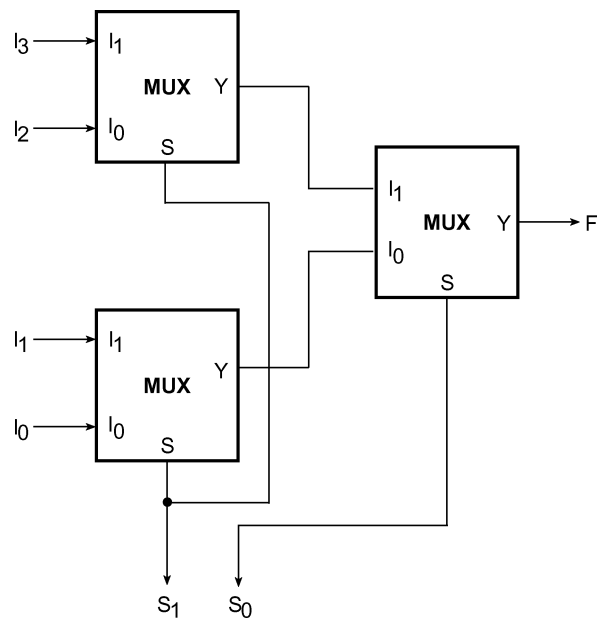 I3 I1
MUX Y
I2 I0
S
I1
MUX Y F
I0
S
I1 I1
Y
MUX
I0 I0
S
S1 S0